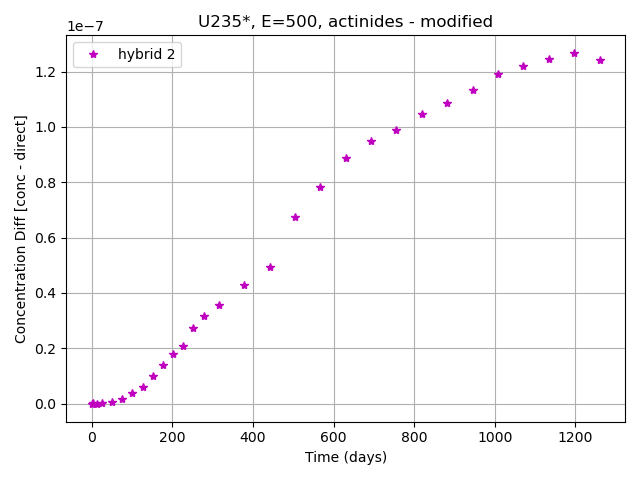 U235*, E=500, actinides - modified
1e−7
hybrid 2
1.2
1.0
0.8
0.6
0.4
0.2
0.0
Concentration Diff [conc - direct]
0 200 400 600 800 1000 1200
Time (days)